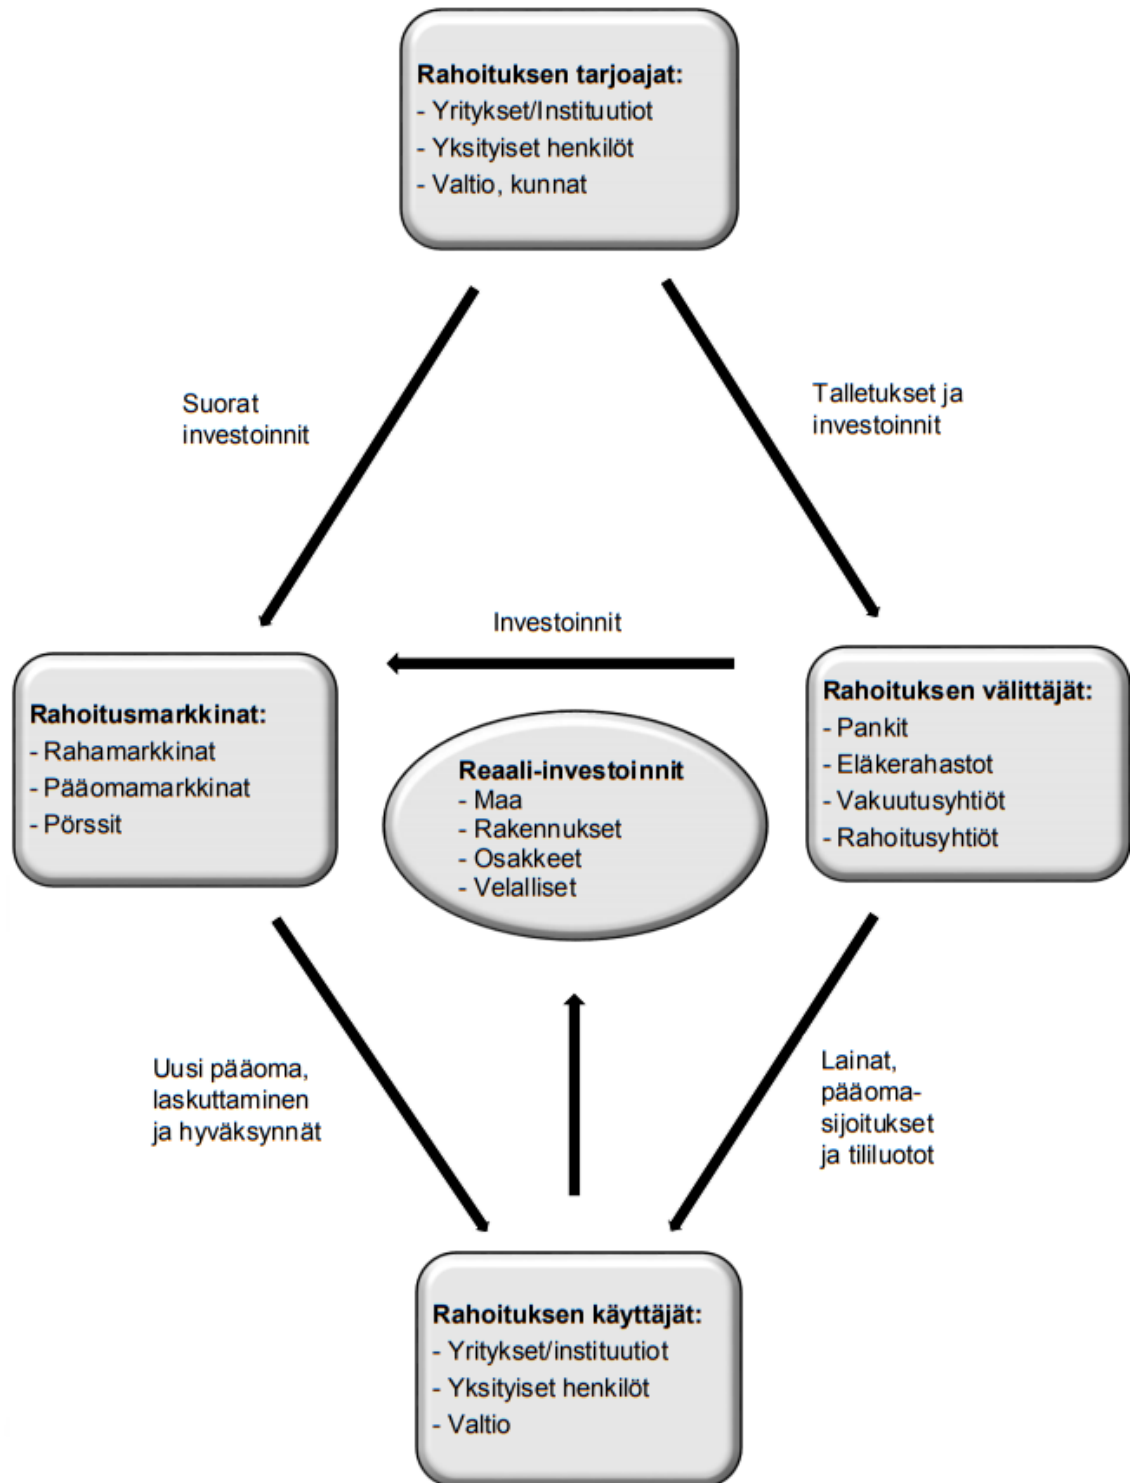 Rahoituksen tarjoajat:
- Yritykset/Instituutiot
- Yksityiset henkilöt
- Valtio, kunnat
Suorat
investoinnit
Talletukset ja
investoinnit
Investoinnit
Rahoitusmarkkinat:
- Rahamarkkinat
- Pääomamarkkinat
- Pörssit
Reaali-investoinnit
- Maa
- Rakennukset
- Osakkeet
- Velalliset
Rahoituksen välittäjät:
- Pankit
- Eläkerahastot
- Vakuutusyhtiöt
- Rahoitusyhtiöt
Uusi pääoma,
laskuttaminen
ja hyväksynnät
Lainat,
pääoma-
sijoitukset
ja tililuotot
Rahoituksen käyttäjät:
- Yritykset/instituutiot
- Yksityiset henkilöt
- Valtio